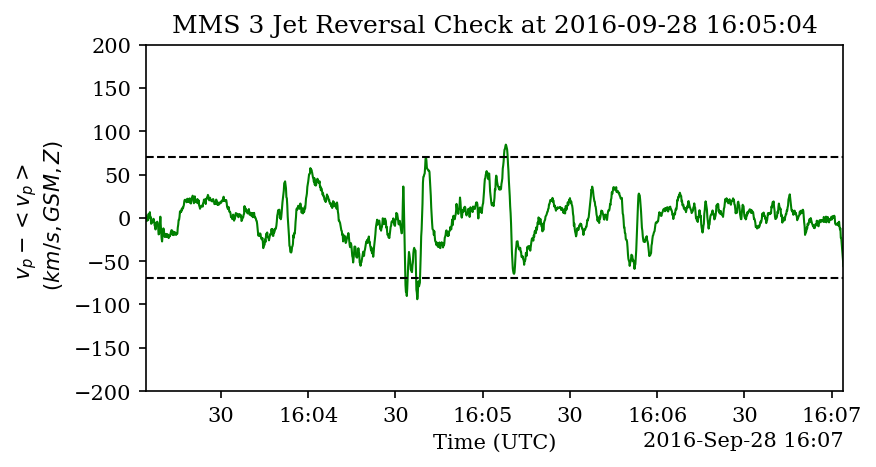 MMS 3 Jet Reversal Check at 2016-09-28 16:05:04
200
150
100
50
0
−50
−100
−150
−200
v_p − < v_p >
(km/s, GSM, Z)
30 16:04 30 16:05 30 16:06 30 16:07
Time (UTC) 2016-Sep-28 16:07